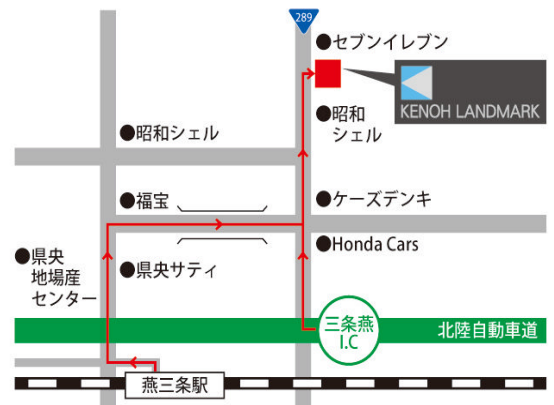 289
●セブンイレブン
KENOH LANDMARK
●昭和
シェル
●昭和シェル
●福宝
●ケーズデンキ
●Honda Cars
●県央
地場産
センター
●県央サティ
三条燕
I.C
北陸自動車道
燕三条駅